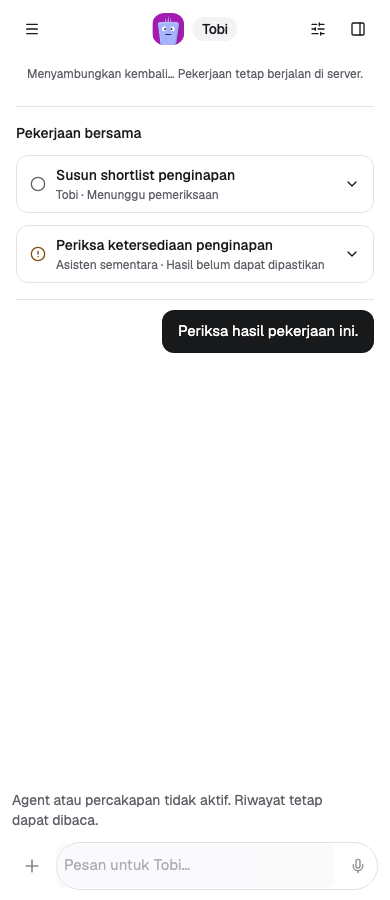 Tobi
Menyambungkan kembali... Pekerjaan tetap berjalan di server.
Pekerjaan bersama
Susun shortlist penginapan
Tobi · Menunggu pemeriksaan
Periksa ketersediaan penginapan
Asisten sementara · Hasil belum dapat dipastikan
Periksa hasil pekerjaan ini.
Agent atau percakapan tidak aktif. Riwayat tetap
dapat dibaca.
Pesan untuk Tobi...